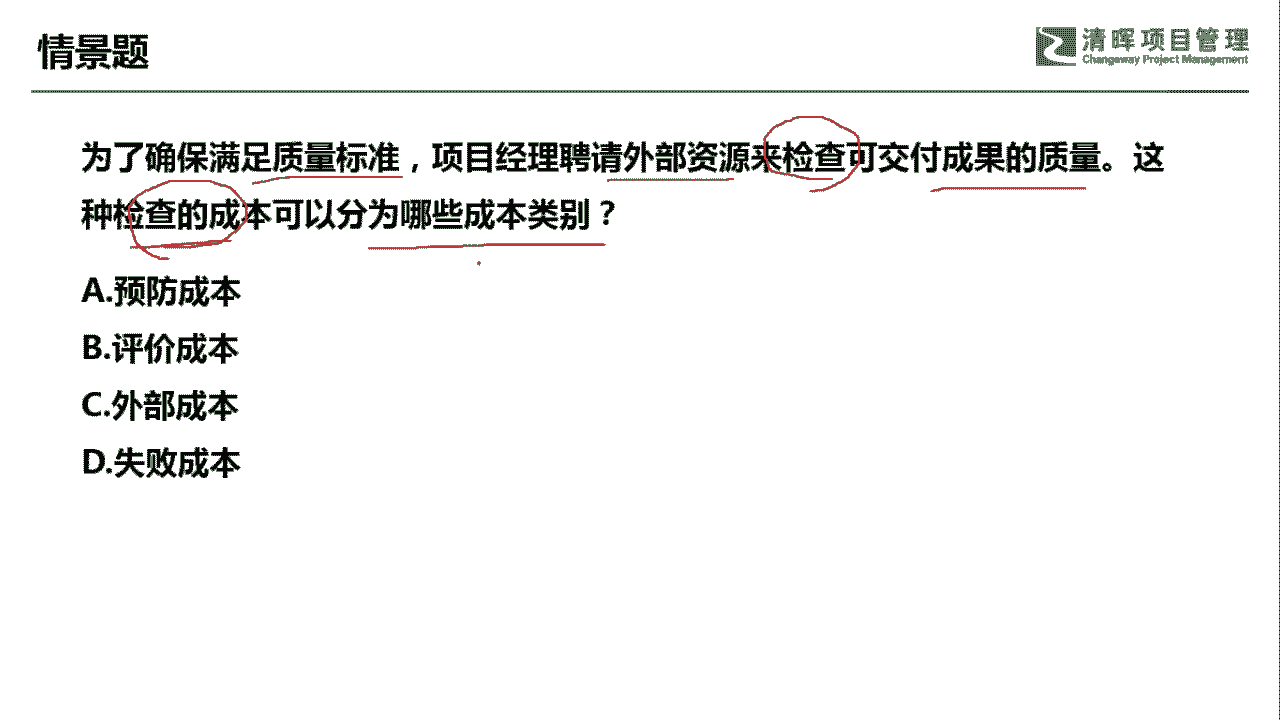 情景题
清晖项目管理
Changeway Project Management
为了确保满足质量标准，项目经理聘请外部资源来检查可交付成果的质量。这
种检查的成本可以分为哪些成本类别？
A.预防成本
B.评价成本
C.外部成本
D.失败成本